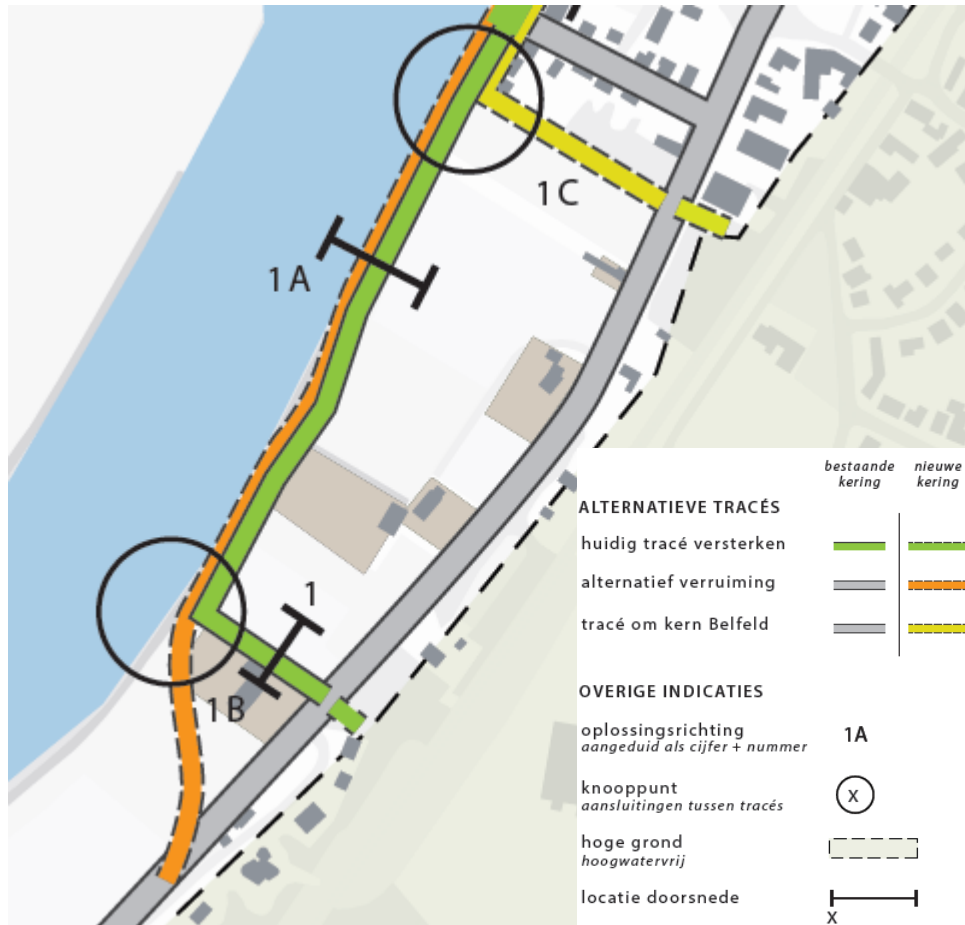 1C
1A
1
1B
bestaande nieuwe
kering kering
ALTERNATIEVE TRACÉS
huidig tracé versterken
alternatief verruiming
tracé om kern Belfeld
OVERIGE INDICATIES
oplossingsrichting 1A
aangeduid als cijfer + nummer
knooppunt X
aansluitingen tussen tracés
hoge grond
hoogwatervrij
locatie doorsnede
X